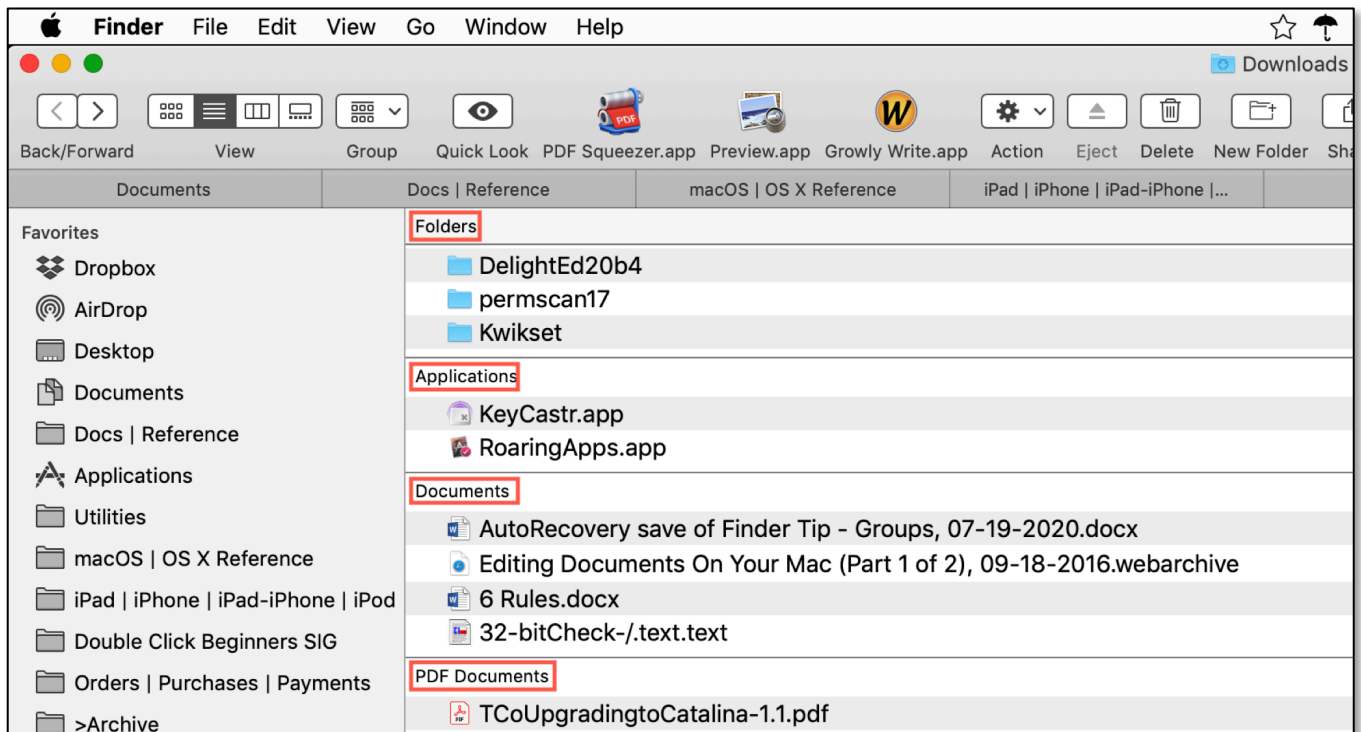 Finder File Edit View Go Window Help
Downloads
PDF
W
Back/Forward View Group Quick Look PDF Squeezer.app Preview.app Growly Write.app Action Eject Delete New Folder Sha
Documents Docs | Reference macOS | OS X Reference iPad | iPhone | iPad-iPhone |...
Favorites
Dropbox
AirDrop
Desktop
Documents
Docs | Reference
Applications
Utilities
macOS | OS X Reference
iPad | iPhone | iPad-iPhone | iPod
Double Click Beginners SIG
Orders | Purchases | Payments
>Archive
Folders
DelightEd20b4
permscan17
Kwikset
Applications
KeyCastr.app
RoaringApps.app
Documents
AutoRecovery save of Finder Tip - Groups, 07-19-2020.docx
Editing Documents On Your Mac (Part 1 of 2), 09-18-2016.webarchive
6 Rules.docx
32-bitCheck-/.text.text
PDF Documents
TCoUpgradingtoCatalina-1.1.pdf